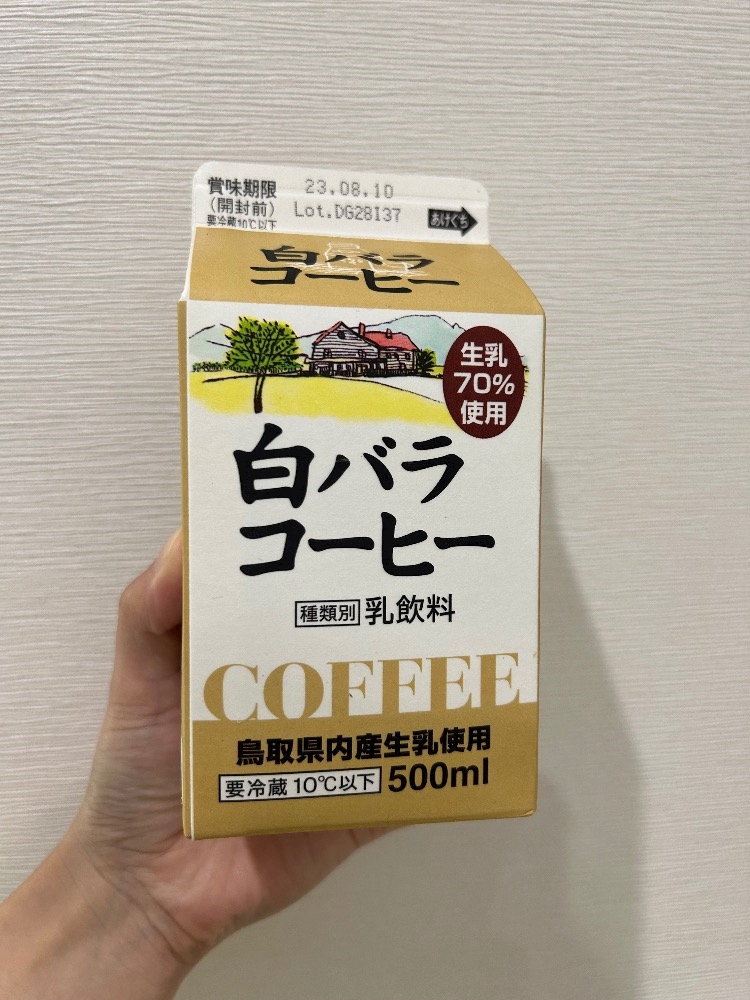 賞味期限 23.08.10
(開封前) Lot.DG28I37
要冷蔵10℃以下
あけぐち
白バラ
コーヒー
生乳
70%
使用
白バラ
コーヒー
種類別 乳飲料
COFFEE
鳥取県内産生乳使用
要冷蔵 10℃以下 500ml